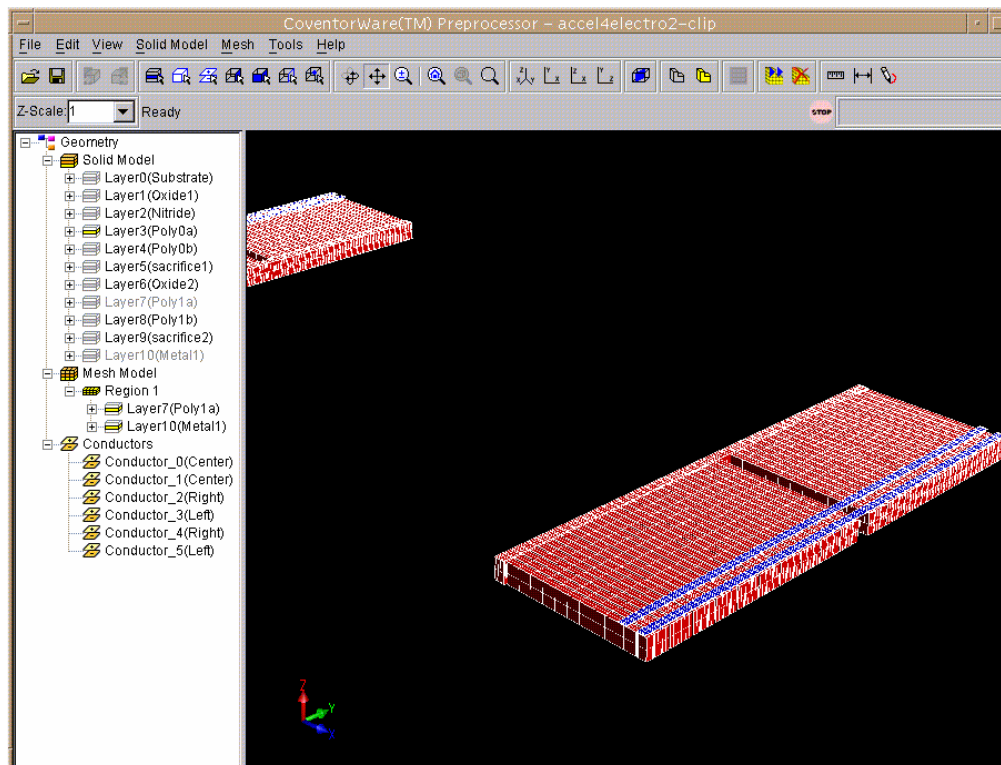 CoventorWare(TM) Preprocessor - accel4electro2-clip
File Edit View Solid Model Mesh Tools Help
Z-Scale: 1 Ready STOP
Geometry
Solid Model
Layer0(Substrate)
Layer1(Oxide1)
Layer2(Nitride)
Layer3(Poly0a)
Layer4(Poly0b)
Layer5(sacrifice1)
Layer6(Oxide2)
Layer7(Poly1a)
Layer8(Poly1b)
Layer9(sacrifice2)
Layer10(Metal1)
Mesh Model
Region 1
Layer7(Poly1a)
Layer10(Metal1)
Conductors
Conductor_0(Center)
Conductor_1(Center)
Conductor_2(Right)
Conductor_3(Left)
Conductor_4(Right)
Conductor_5(Left)
Z
Y
X